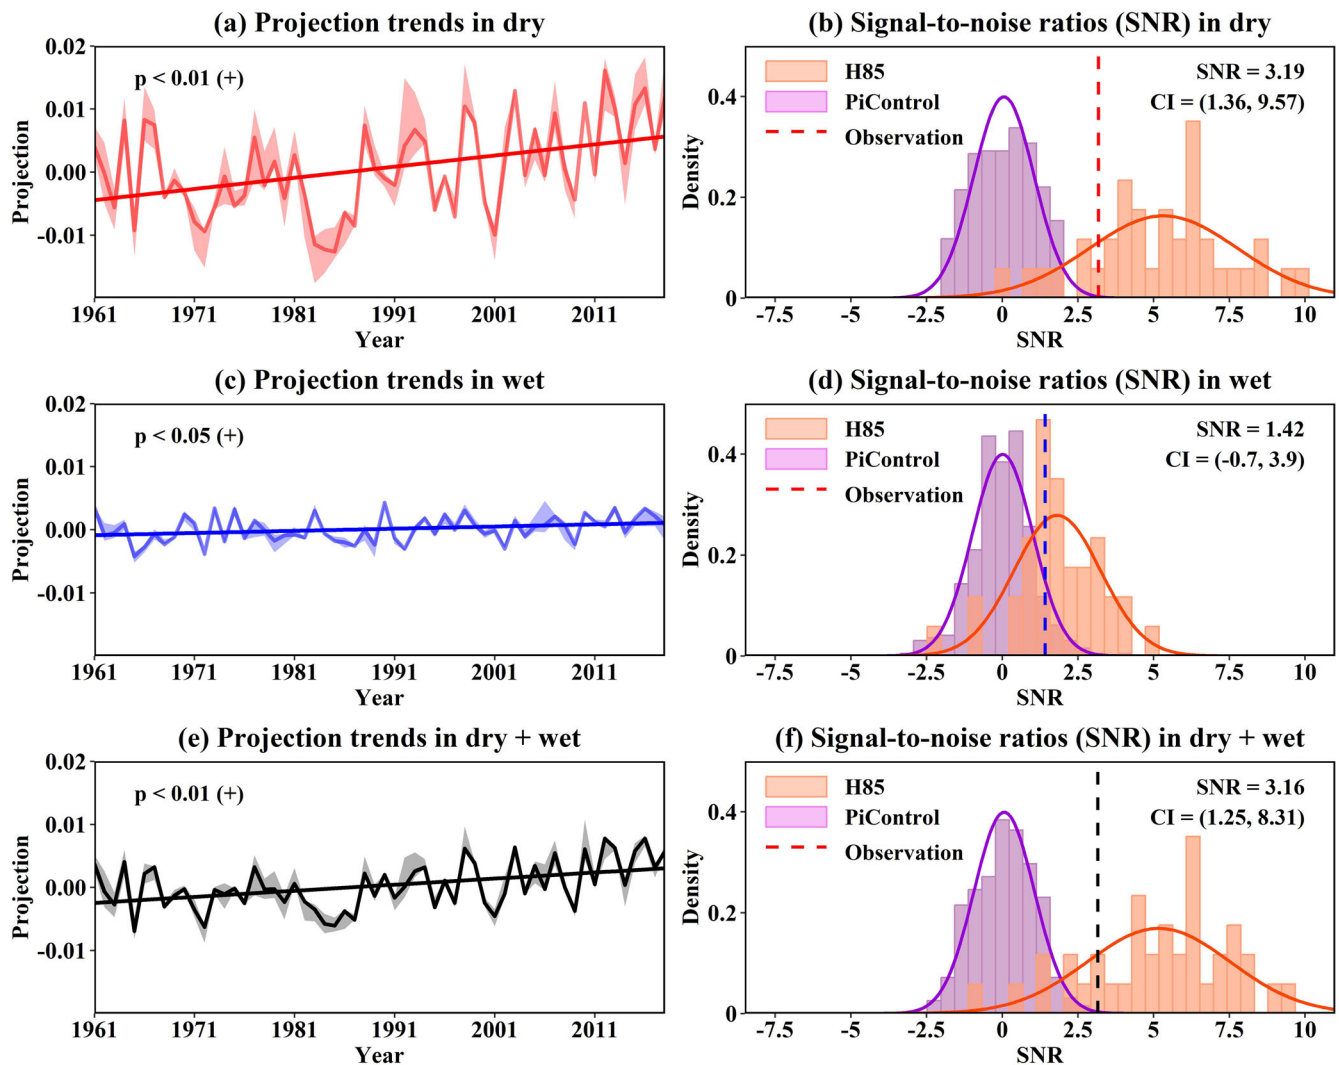 (a) Projection trends in dry
0.02
0.01
0.00
-0.01
Projection
p < 0.01 (+)
1961 1971 1981 1991 2001 2011
Year
(b) Signal-to-noise ratios (SNR) in dry
0.4
0.2
0
Density
H85
PiControl
Observation
SNR = 3.19
CI = (1.36, 9.57)
-7.5 -5 -2.5 0 2.5 5 7.5 10
SNR
(c) Projection trends in wet
0.02
0.01
0.00
-0.01
Projection
p < 0.05 (+)
1961 1971 1981 1991 2001 2011
Year
(d) Signal-to-noise ratios (SNR) in wet
0.4
0.2
0
Density
H85
PiControl
Observation
SNR = 1.42
CI = (-0.7, 3.9)
-7.5 -5 -2.5 0 2.5 5 7.5 10
SNR
(e) Projection trends in dry + wet
0.02
0.01
0.00
-0.01
Projection
p < 0.01 (+)
1961 1971 1981 1991 2001 2011
Year
(f) Signal-to-noise ratios (SNR) in dry + wet
0.4
0.2
0
Density
H85
PiControl
Observation
SNR = 3.16
CI = (1.25, 8.31)
-7.5 -5 -2.5 0 2.5 5 7.5 10
SNR